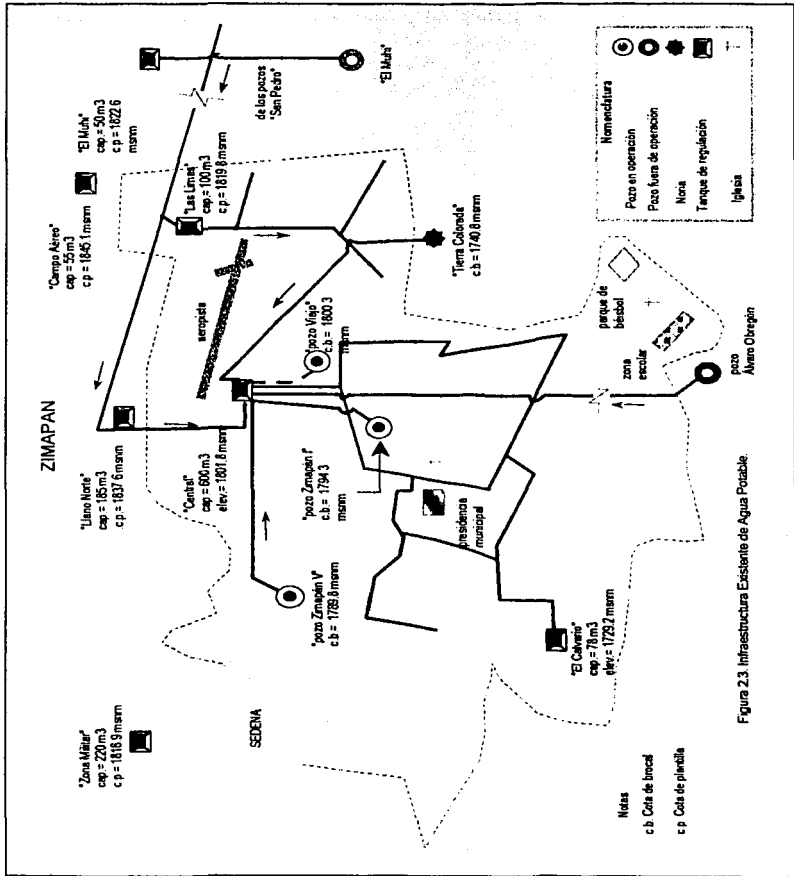 ZIMAPAN
"Zona Militar"
cap. = 220 m3
c.p = 1818.9 msnm
SEDENA
"Llano Norte"
cap = 185 m3
c.p = 1837.6 msnm
"Campo Aéreo"
cap = 55 m3
c.p = 1845.1 msnm
"El Muhi"
cap = 50 m3
c.p = 1822.6
msnm
de los pozos
"San Pedro"
"El Muhi"
"Las Limas"
cap = 100 m3
c.p = 1819.8 msnm
aeropista
"Central"
cap = 600 m3
elev. = 1801.8 msnm
"pozo Viejo"
c.b. = 1800.3
msnm
"Tierra Colorada"
c.b = 1740.8 msnm
"pozo Zimapán V"
c.b = 1789.8 msnm
"pozo Zimapán I"
c.b. = 1794.3
msnm
presidencia
municipal
"El Calvario"
cap. = 78 m3
elev. = 1729.2 msnm
zona
escolar
parque de
béisbol
pozo
Álvaro Obregón
Nomenclatura
Pozo en operación
Pozo fuera de operación
Noria
Tanque de regulación
Iglesia
Notas
c.b. Cota de brocal
c.p Cota de plantilla
Figura 2.3. Infraestructura Existente de Agua Potable.